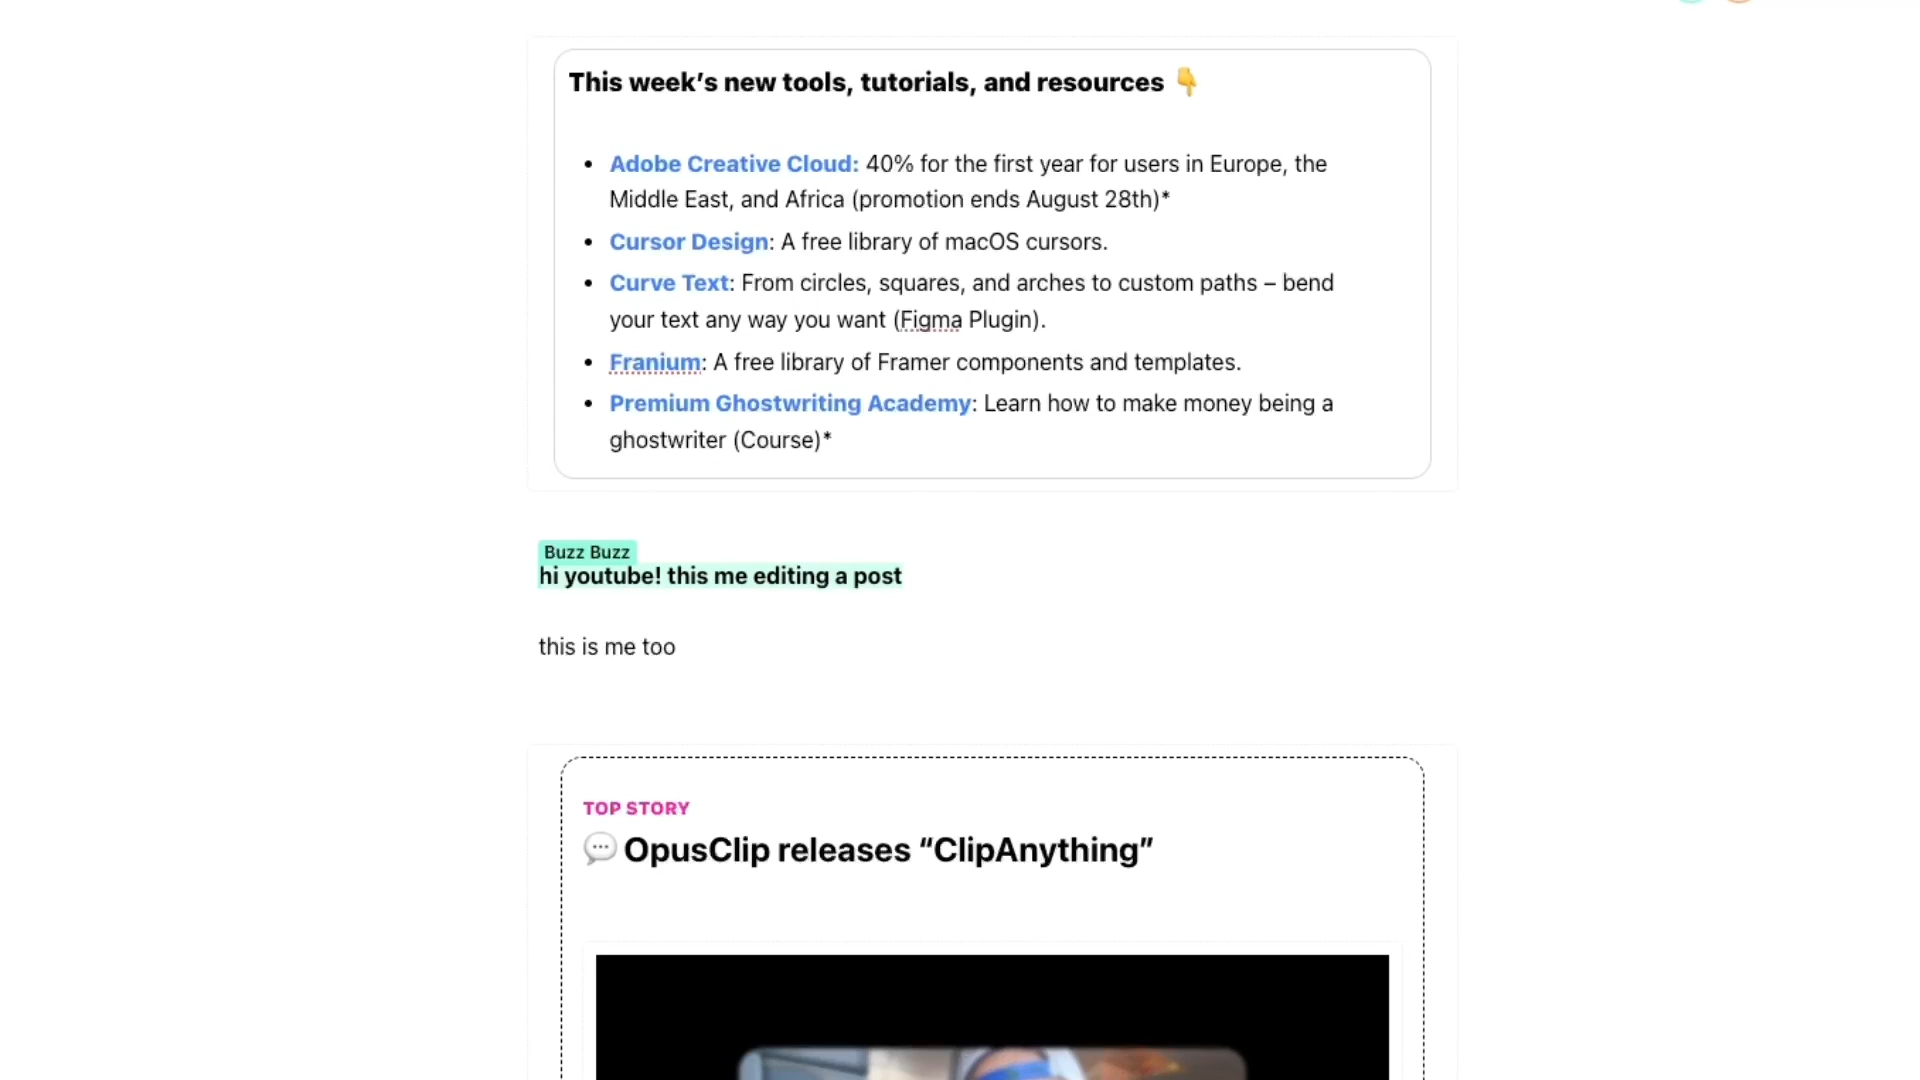 This week’s new tools, tutorials, and resources 👇
• Adobe Creative Cloud: 40% for the first year for users in Europe, the
Middle East, and Africa (promotion ends August 28th)*
• Cursor Design: A free library of macOS cursors.
• Curve Text: From circles, squares, and arches to custom paths – bend
your text any way you want (Figma Plugin).
• Franium: A free library of Framer components and templates.
• Premium Ghostwriting Academy: Learn how to make money being a
ghostwriter (Course)*
Buzz Buzz
hi youtube! this me editing a post
this is me too
TOP STORY
💬 OpusClip releases “ClipAnything”